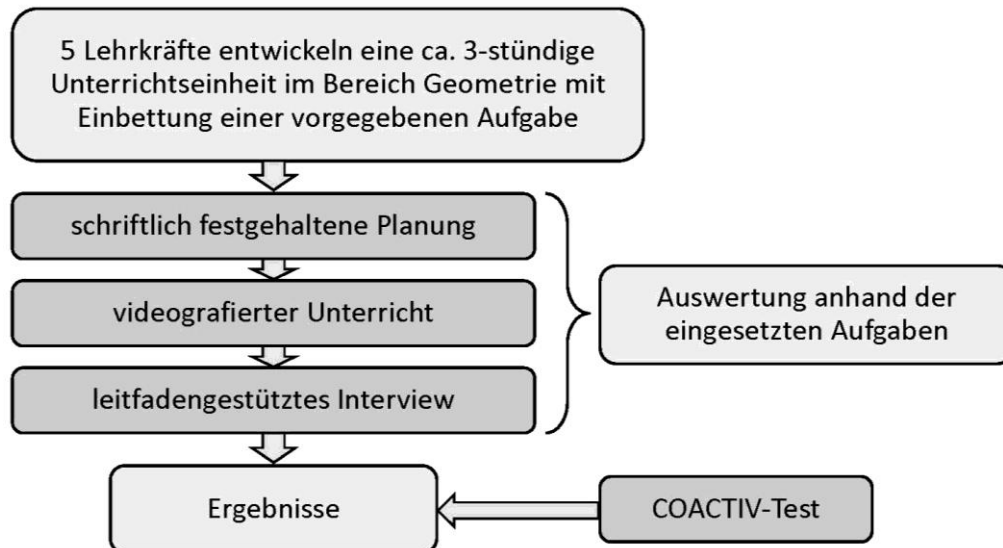 5 Lehrkräfte entwickeln eine ca. 3-stündige
Unterrichtseinheit im Bereich Geometrie mit
Einbettung einer vorgegebenen Aufgabe
schriftlich festgehaltene Planung
videografierter Unterricht
leitfadengestütztes Interview
Auswertung anhand der
eingesetzten Aufgaben
Ergebnisse
COACTIV-Test